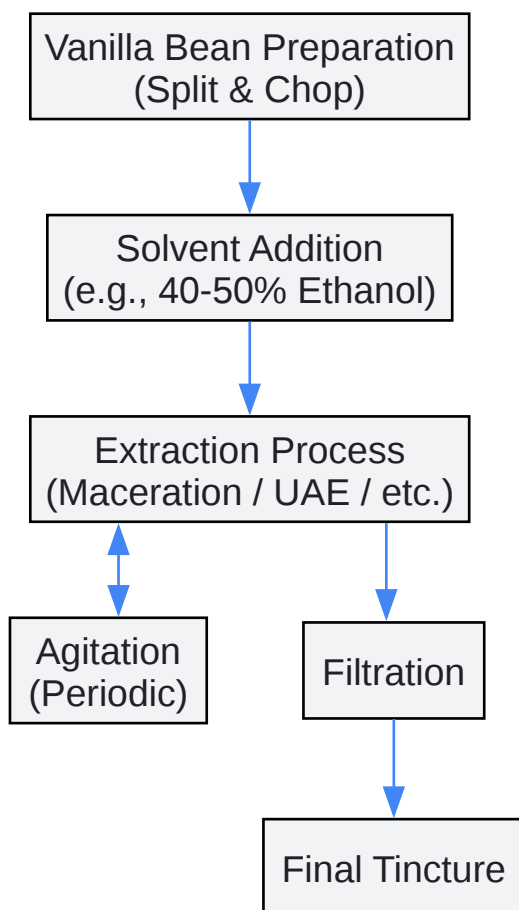 Vanilla Bean Preparation
(Split & Chop)
Solvent Addition
(e.g., 40-50% Ethanol)
Extraction Process
(Maceration / UAE / etc.)
Agitation
(Periodic)
Filtration
Final Tincture